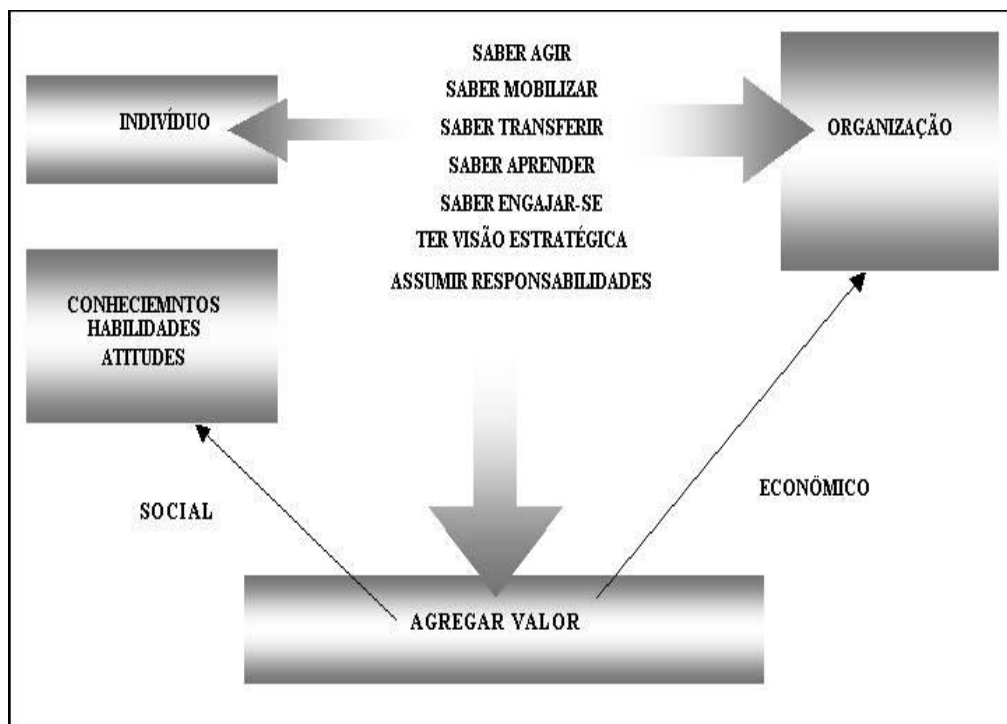 SABER AGIR
SABER MOBILIZAR
SABER TRANSFERIR
SABER APRENDER
SABER ENGAJAR-SE
TER VISÃO ESTRATÉGICA
ASSUMIR RESPONSABILIDADES
INDIVÍDUO
ORGANIZAÇÃO
CONHECIEMNTOS
HABILIDADES
ATITUDES
SOCIAL
ECONÔMICO
AGREGAR VALOR